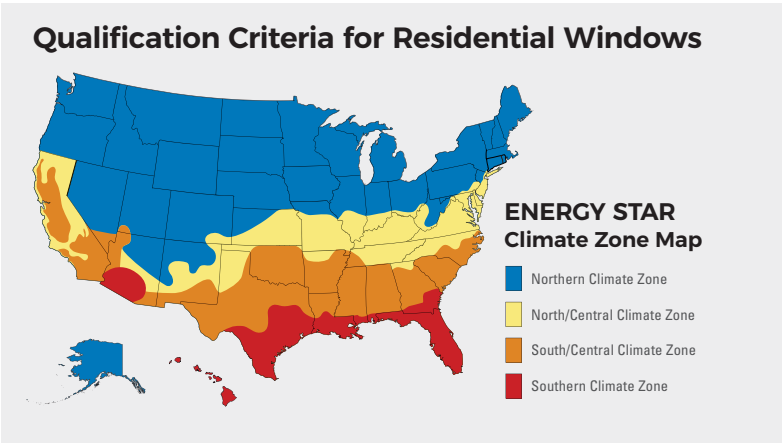 Qualification Criteria for Residential Windows
ENERGY STAR
Climate Zone Map
Northern Climate Zone
North/Central Climate Zone
South/Central Climate Zone
Southern Climate Zone